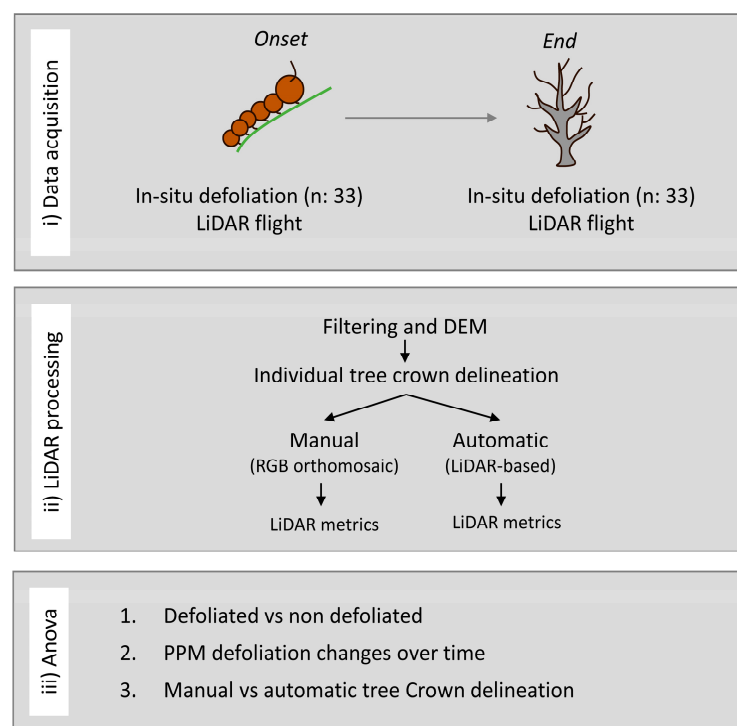 i) Data acquisition
Onset
End
In-situ defoliation (n: 33)
LiDAR flight
In-situ defoliation (n: 33)
LiDAR flight
ii) LiDAR processing
Filtering and DEM
Individual tree crown delineation
Manual
(RGB orthomosaic)
LiDAR metrics
Automatic
(LiDAR-based)
LiDAR metrics
iii) Anova
1. Defoliated vs non defoliated
2. PPM defoliation changes over time
3. Manual vs automatic tree Crown delineation